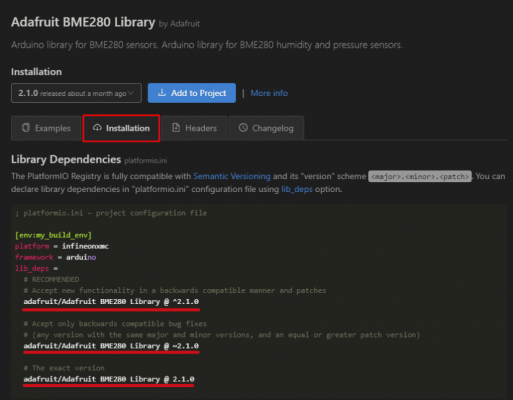 Adafruit BME280 Library by Adafruit
Arduino library for BME280 sensors. Arduino library for BME280 humidity and pressure sensors.
Installation
2.1.0 released about a month ago
Add to Project | More info
Examples Installation Headers Changelog
Library Dependencies platformio.ini
The PlatformIO Registry is fully compatible with Semantic Versioning and its "version" scheme <major>.<minor>.<patch>. You can
declare library dependencies in "platformio.ini" configuration file using lib_deps option.
; platformio.ini – project configuration file
[env:my_build_env]
platform = infineonxmc
framework = arduino
lib_deps =
# RECOMMENDED
# Accept new functionality in a backwards compatible manner and patches
adafruit/Adafruit BME280 Library @ ^2.1.0
# Acept only backwards compatible bug fixes
# (any version with the same major and minor versions, and an equal or greater patch version)
adafruit/Adafruit BME280 Library @ ~2.1.0
# The exact version
adafruit/Adafruit BME280 Library @ 2.1.0